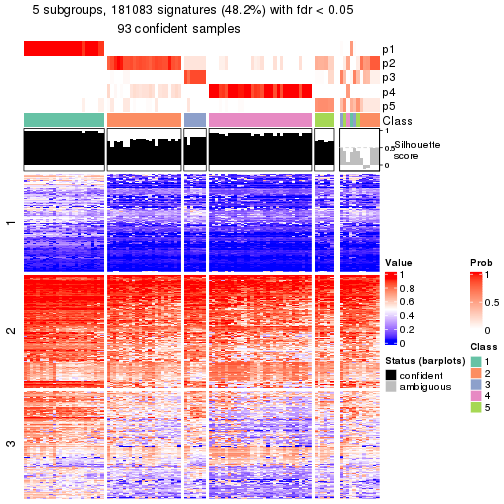 5 subgroups, 181083 signatures (48.2%) with fdr < 0.05
93 confident samples
p1
p2
p3
p4
p5
Class
1
0.5
0
Silhouette
score
1
2
3
Value
1
0.8
0.6
0.4
0.2
0
Status (barplots)
confident
ambiguous
Prob
1
0.5
0
Class
1
2
3
4
5